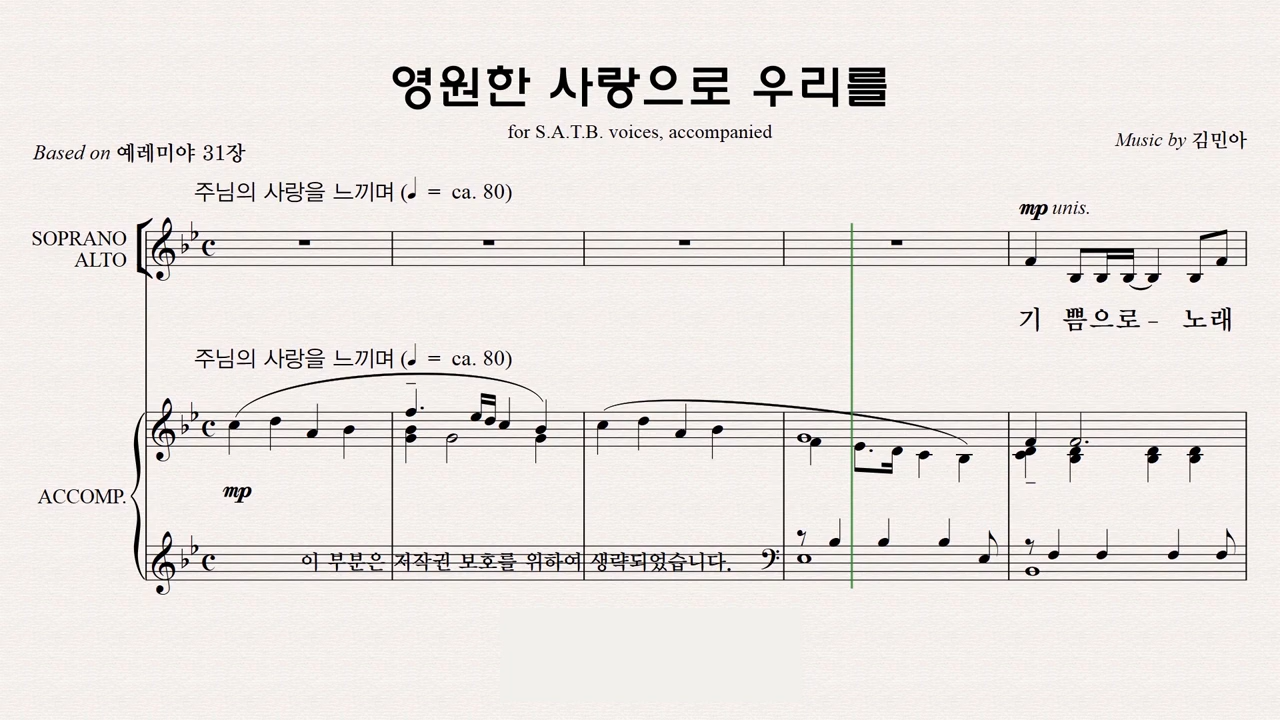 영원한 사랑으로 우리를
for S.A.T.B. voices, accompanied
Based on 예레미야 31장
Music by 김민아
주님의 사랑을 느끼며 (♩ = ca. 80)
mp unis.
SOPRANO
ALTO
기 쁨으로 – 노래
주님의 사랑을 느끼며 (♩ = ca. 80)
mp
ACCOMP.
이 부분은 저작권 보호를 위하여 생략되었습니다.